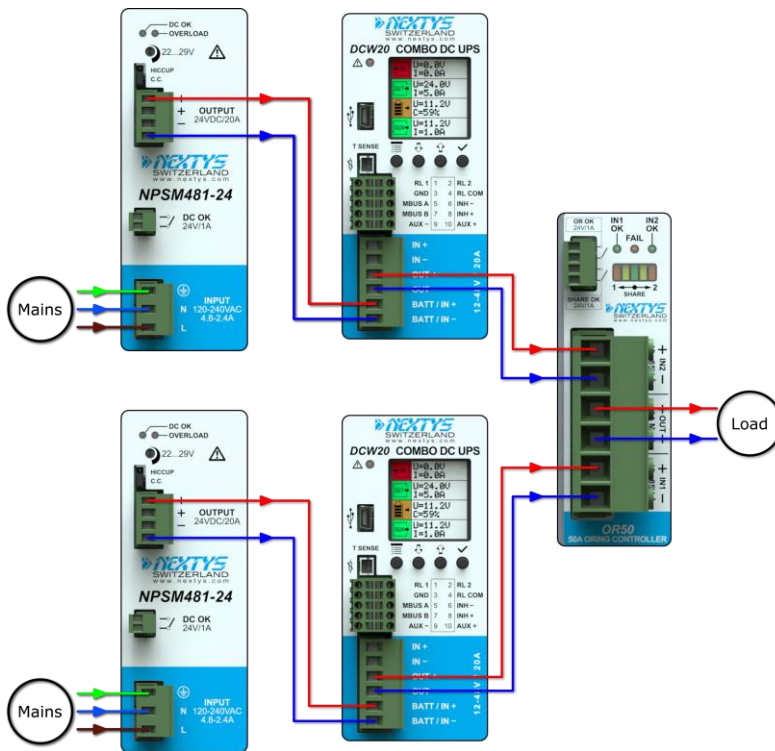 DC OK
OVERLOAD
22...29V
HICCUP
C.C.
+
+
−
OUTPUT
24VDC/20A
NEXTYS
SWITZERLAND
www.nextys.com
NPSM481-24
DC OK
24V/1A
Mains
INPUT
N 120-240VAC
L 4.8-2.4A
NEXTYS
SWITZERLAND
www.nextys.com
DCW20 COMBO DC UPS
U=0.0V
I=0.0A
U=24.0V
I=5.0A
U=11.2V
C=59%
U=11.2V
I=1.0A
T SENSE
RL 1 1 2 RL 2
GND 3 4 RL COM
MBUS A 5 6 INH −
MBUS B 7 8 INH +
AUX − 9 10 AUX +
IN +
IN −
OUT +
OUT
BATT / IN +
BATT / IN −
20A
OR OK
24V/1A
IN1
OK
FAIL
IN2
OK
1 2
SHARE
SHARE OK
24V/1A
NEXTYS
SWITZERLAND
+
IN2
−
+
OUT
−
+
IN1
−
OR50
50A ORING CONTROLLER
Load
DC OK
OVERLOAD
22...29V
HICCUP
C.C.
+
+
−
OUTPUT
24VDC/20A
NEXTYS
SWITZERLAND
www.nextys.com
NPSM481-24
DC OK
24V/1A
Mains
INPUT
N 120-240VAC
L 4.8-2.4A
NEXTYS
SWITZERLAND
www.nextys.com
DCW20 COMBO DC UPS
U=0.0V
I=0.0A
U=24.0V
I=5.0A
U=11.2V
C=59%
U=11.2V
I=1.0A
T SENSE
RL 1 1 2 RL 2
GND 3 4 RL COM
MBUS A 5 6 INH −
MBUS B 7 8 INH +
AUX − 9 10 AUX +
IN +
IN −
OUT +
OUT
BATT / IN +
BATT / IN −
20A